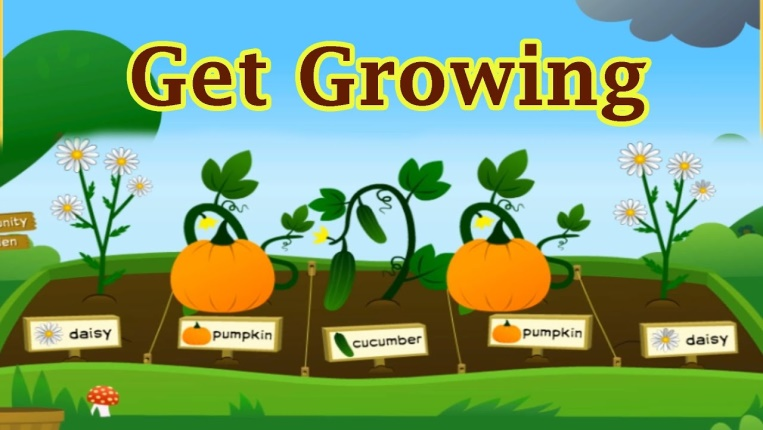 Get Growing
daisy
pumpkin
cucumber
pumpkin
daisy